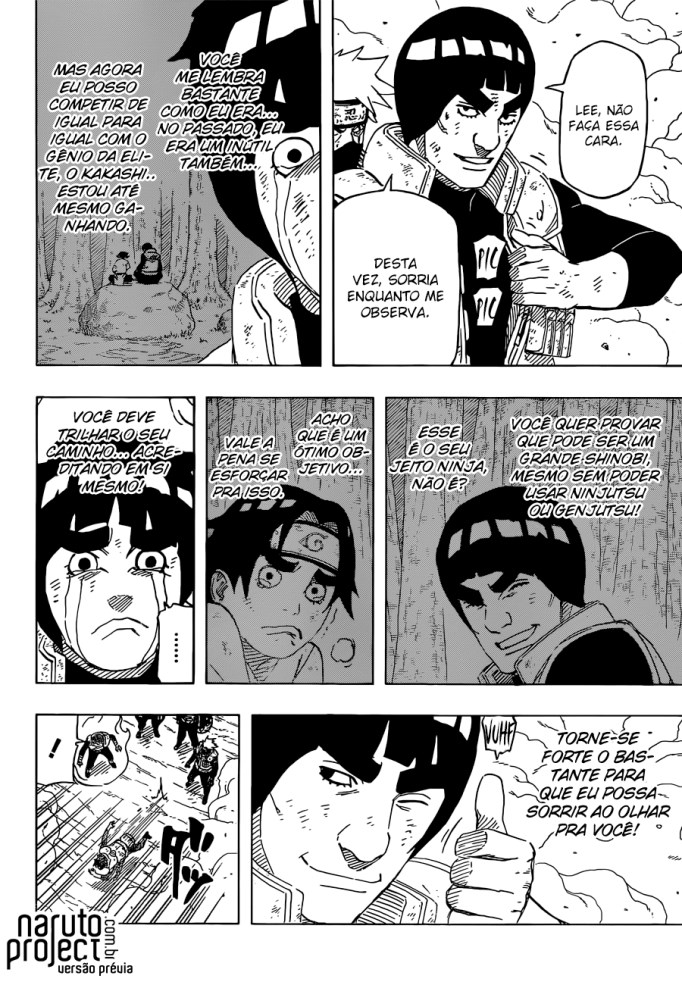 VOCÊ
ME LEMBRA
BASTANTE
COMO EU ERA...
NO PASSADO, EU
ERA UM INÚTIL
TAMBÉM...
MAS AGORA
EU POSSO
COMPETIR DE
IGUAL PARA
IGUAL COM O
GÊNIO DA ELI-
TE, O KAKASHI..
ESTOU ATÉ
MESMO GA-
NHANDO.
LEE, NÃO
FAÇA ESSA
CARA.
DESTA
VEZ, SORRIA
ENQUANTO ME
OBSERVA.
TIC
TIC
VOCÊ DEVE
TRILHAR O SEU
CAMINHO... ACRE-
DITANDO EM SI
MESMO!
........
ACHO
QUE É UM
ÓTIMO OB-
JETIVO...
VALE A
PENA SE
ESFORÇAR
PRA ISSO.
ESSE
É O SEU
JEITO NINJA,
NÃO É?
VOCÊ QUER PROVAR
QUE PODE SER UM
GRANDE SHINOBI,
MESMO SEM PODER
USAR NINJUTSU
OU GENJUTSU!
!
ダッ
VUHF
TORNE-SE
FORTE O BAS-
TANTE PARA
QUE EU POSSA
SORRIR AO OLHAR
PRA VOCÊ!
naruto
project
.com.br
versão prévia